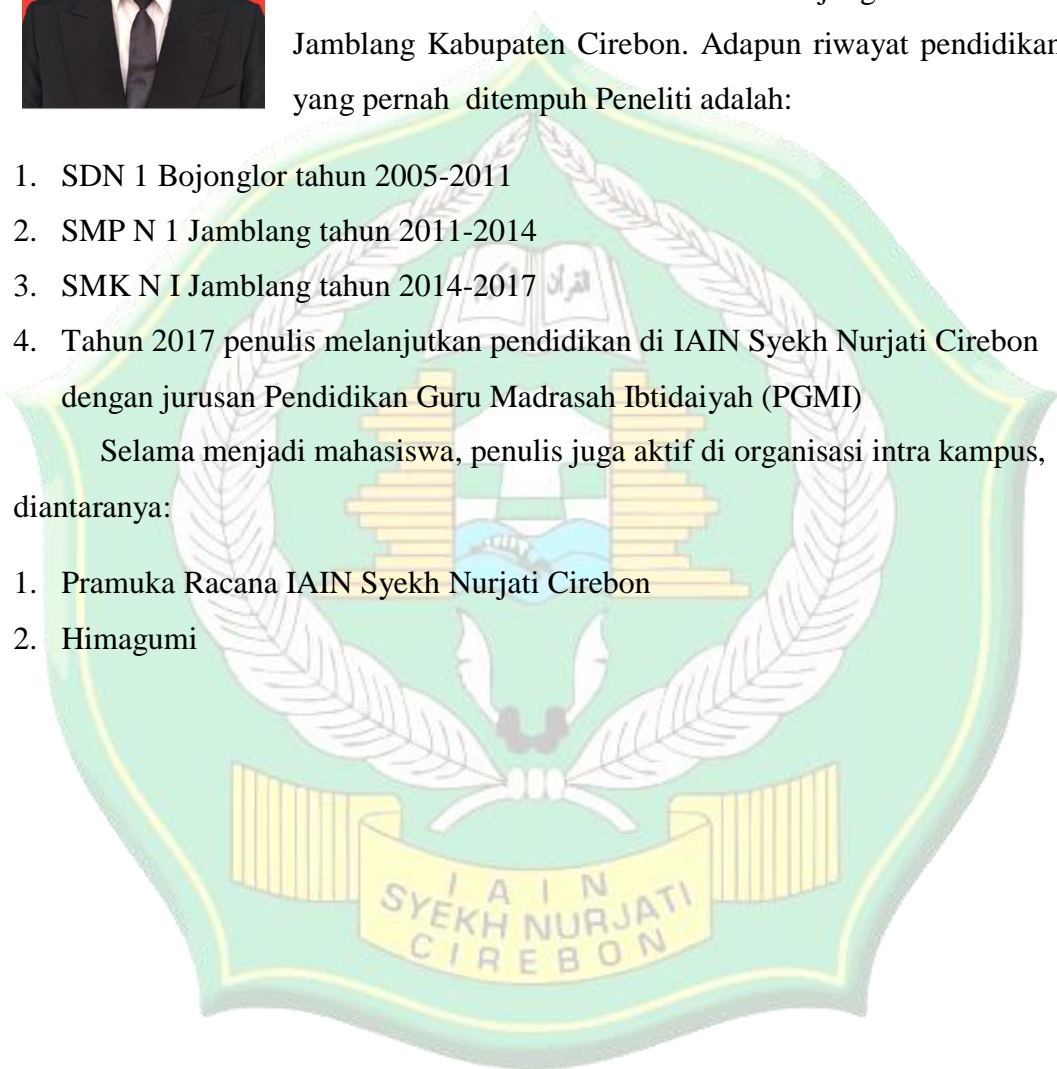 Jamblang Kabupaten Cirebon. Adapun riwayat pendidikan
yang pernah ditempuh Peneliti adalah:
1. SDN 1 Bojonglor tahun 2005-2011
2. SMP N 1 Jamblang tahun 2011-2014
3. SMK N I Jamblang tahun 2014-2017
القرآن الكريم
4. Tahun 2017 penulis melanjutkan pendidikan di IAIN Syekh Nurjati Cirebon
dengan jurusan Pendidikan Guru Madrasah Ibtidaiyah (PGMI)
Selama menjadi mahasiswa, penulis juga aktif di organisasi intra kampus,
diantaranya:
1. Pramuka Racana IAIN Syekh Nurjati Cirebon
2. Himagumi
IAIN
SYEKH NURJATI
CIREBON